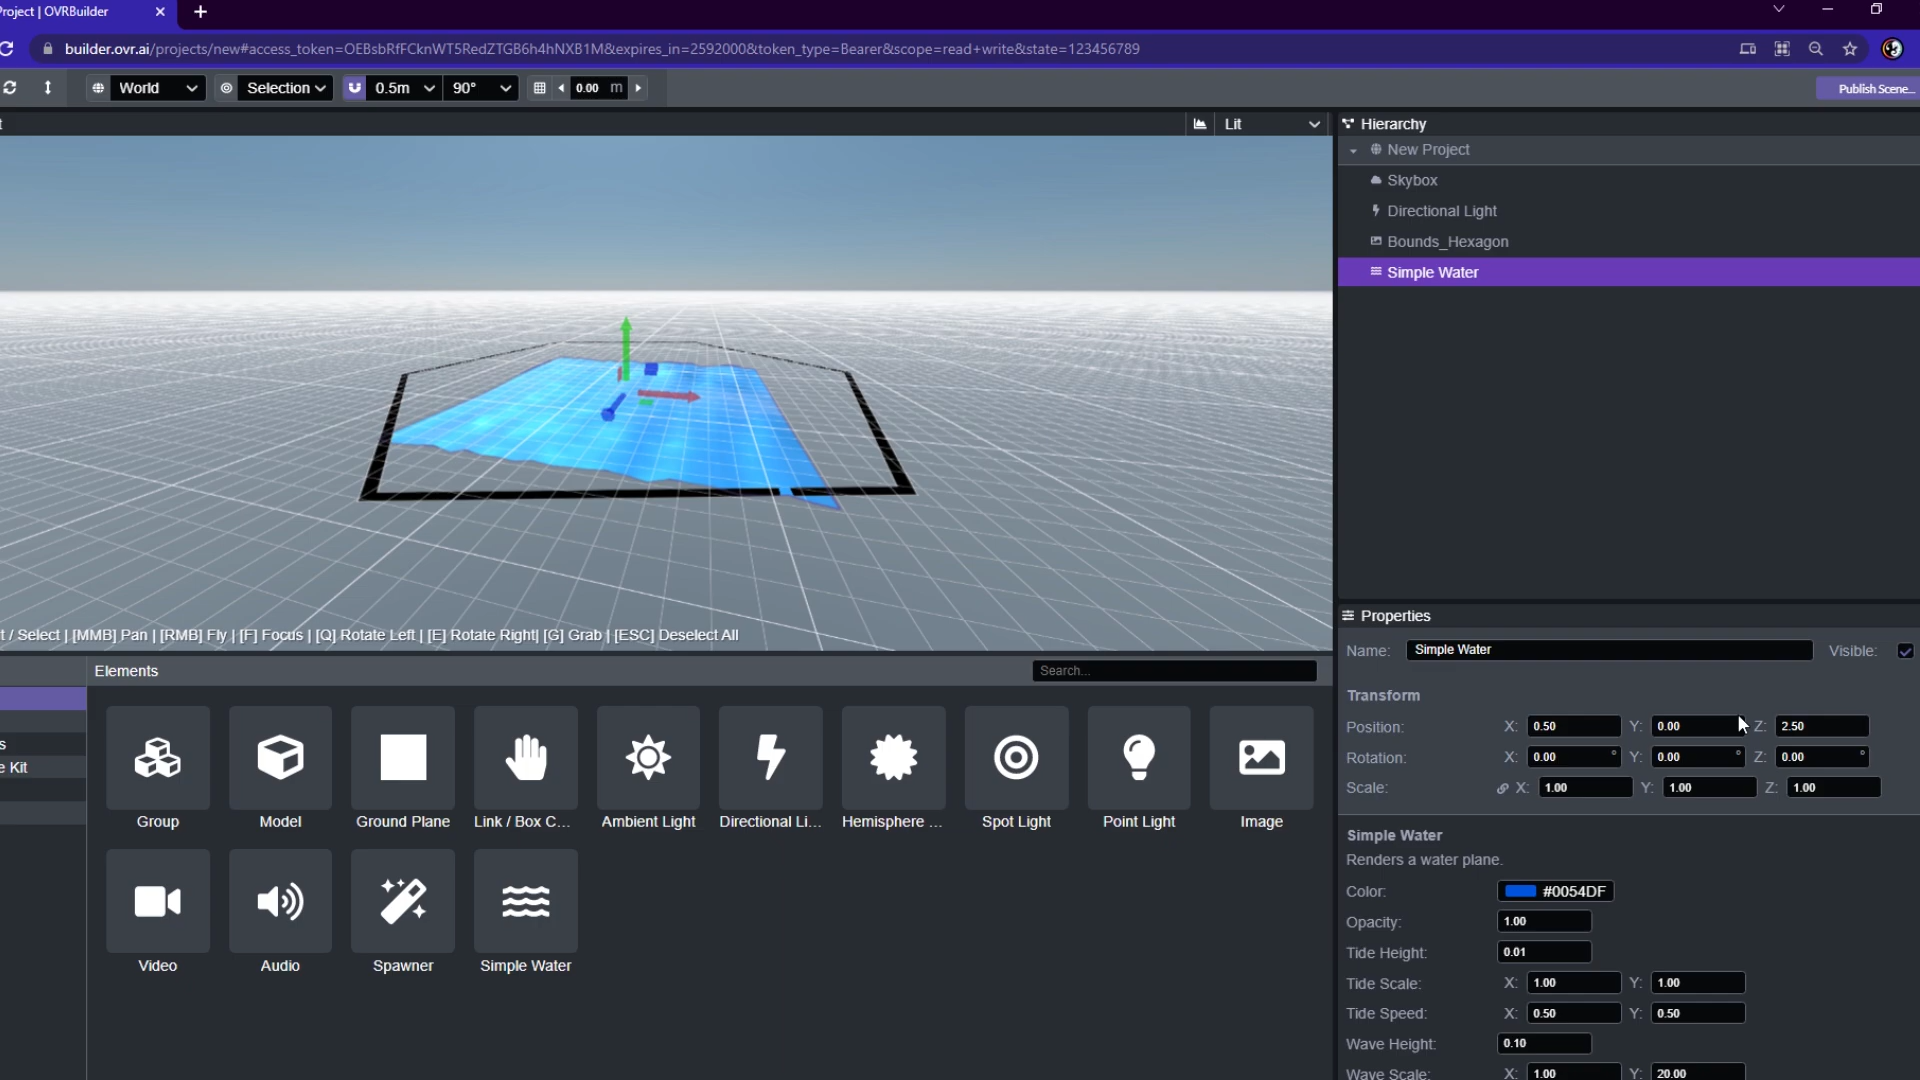 Project | OVRBuilder
builder.ovr.ai/projects/new#access_token=OEBsbRfFCknWT5RedZTGB6h4hNXB1M&expires_in=2592000&token_type=Bearer&scope=read+write&state=123456789
World Selection 0.5m 90° 0.00 m Publish Scene...
t Lit Hierarchy
New Project
Skybox
Directional Light
Bounds_Hexagon
Simple Water
t / Select | [MMB] Pan | [RMB] Fly | [F] Focus | [Q] Rotate Left | [E] Rotate Right| [G] Grab | [ESC] Deselect All
Elements Search...
s
e Kit
Group Model Ground Plane Link / Box C... Ambient Light Directional Li... Hemisphere ... Spot Light Point Light Image
Video Audio Spawner Simple Water
Properties
Name: Simple Water Visible:
Transform
Position: X: 0.50 Y: 0.00 Z: 2.50
Rotation: X: 0.00 ° Y: 0.00 ° Z: 0.00 °
Scale: X: 1.00 Y: 1.00 Z: 1.00
Simple Water
Renders a water plane.
Color: #0054DF
Opacity: 1.00
Tide Height: 0.01
Tide Scale: X: 1.00 Y: 1.00
Tide Speed: X: 0.50 Y: 0.50
Wave Height: 0.10
Wave Scale: X: 1.00 Y: 20.00